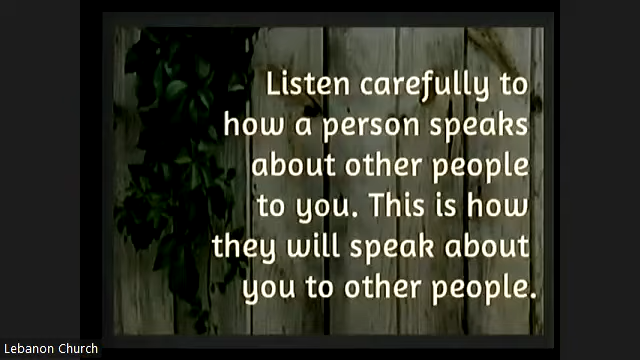 Listen carefully to
how a person speaks
about other people
to you. This is how
they will speak about
you to other people.
Lebanon Church